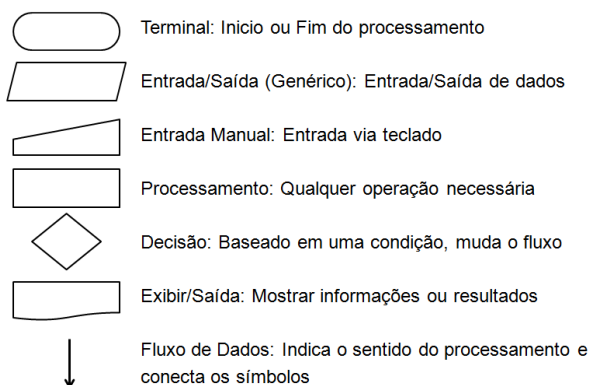 Terminal: Inicio ou Fim do processamento
Entrada/Saída (Genérico): Entrada/Saída de dados
Entrada Manual: Entrada via teclado
Processamento: Qualquer operação necessária
Decisão: Baseado em uma condição, muda o fluxo
Exibir/Saída: Mostrar informações ou resultados
Fluxo de Dados: Indica o sentido do processamento e
conecta os símbolos